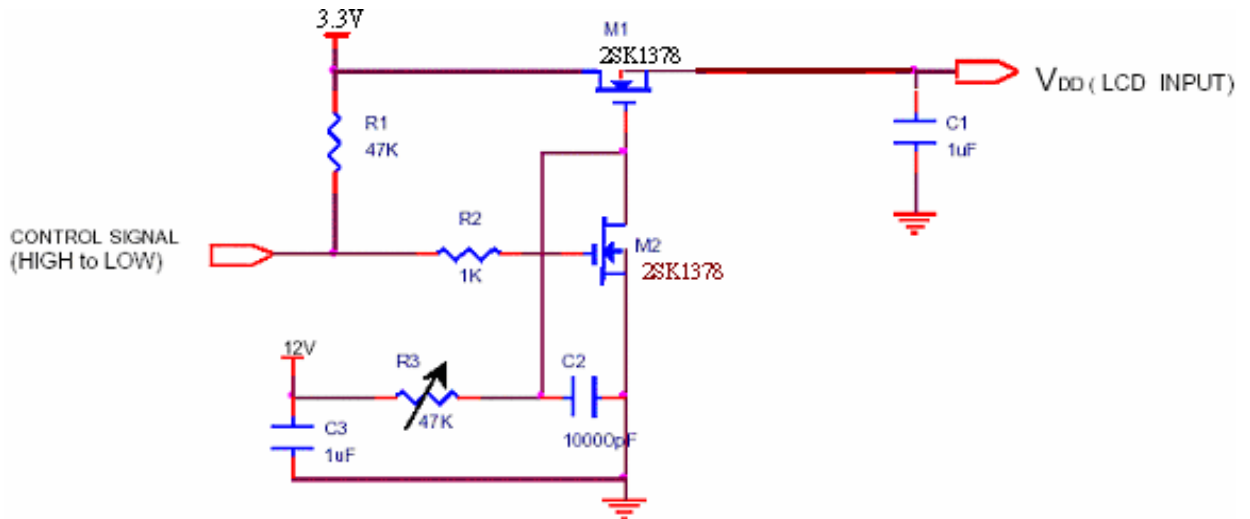 3.3V
M1
2SK1378
VDD ( LCD INPUT)
R1
47K
C1
1uF
CONTROL SIGNAL
(HIGH to LOW)
R2
1K
M2
2SK1378
12V
R3
47K
C2
10000pF
C3
1uF